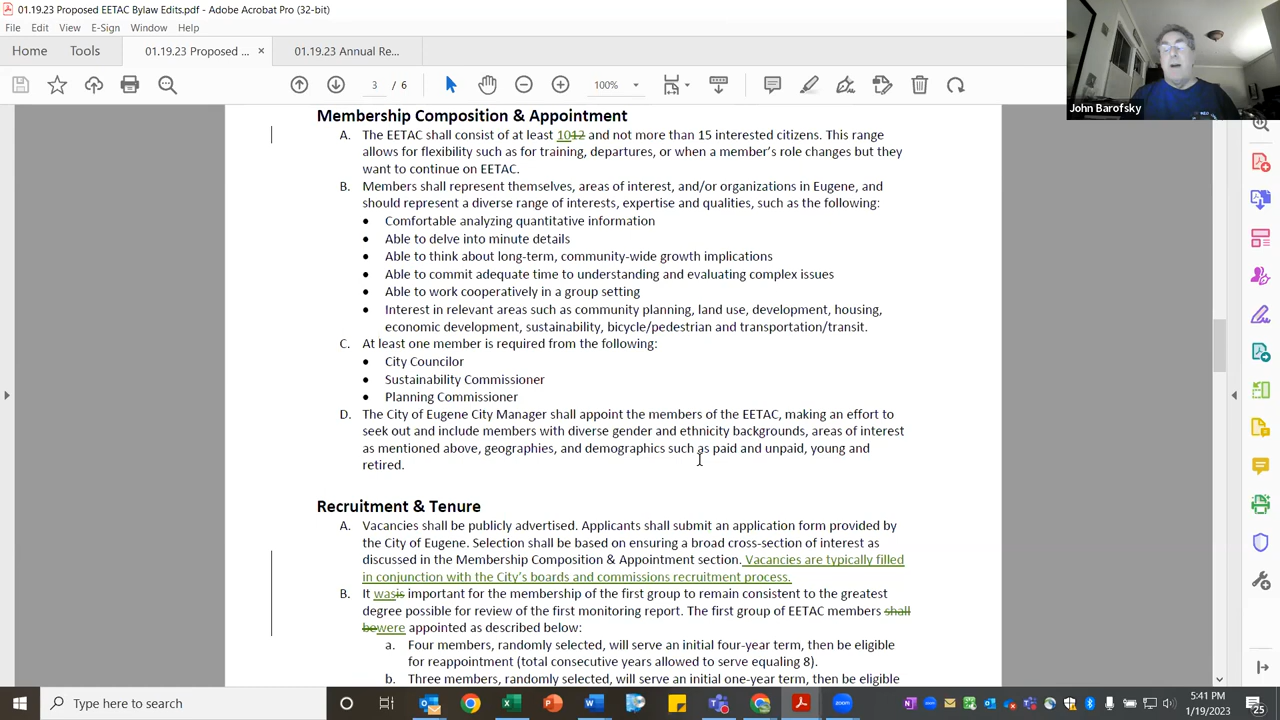 01.19.23 Proposed EETAC Bylaw Edits.pdf - Adobe Acrobat Pro (32-bit)
File Edit View E-Sign Window Help
Home Tools 01.19.23 Proposed ... × 01.19.23 Annual Re...
3 / 6 100%
John Barofsky
Membership Composition & Appointment
A. The EETAC shall consist of at least 1012 and not more than 15 interested citizens. This range
allows for flexibility such as for training, departures, or when a member's role changes but they
want to continue on EETAC.
B. Members shall represent themselves, areas of interest, and/or organizations in Eugene, and
should represent a diverse range of interests, expertise and qualities, such as the following:
• Comfortable analyzing quantitative information
• Able to delve into minute details
• Able to think about long-term, community-wide growth implications
• Able to commit adequate time to understanding and evaluating complex issues
• Able to work cooperatively in a group setting
• Interest in relevant areas such as community planning, land use, development, housing,
economic development, sustainability, bicycle/pedestrian and transportation/transit.
C. At least one member is required from the following:
• City Councilor
• Sustainability Commissioner
• Planning Commissioner
D. The City of Eugene City Manager shall appoint the members of the EETAC, making an effort to
seek out and include members with diverse gender and ethnicity backgrounds, areas of interest
as mentioned above, geographies, and demographics such as paid and unpaid, young and
retired.
Recruitment & Tenure
A. Vacancies shall be publicly advertised. Applicants shall submit an application form provided by
the City of Eugene. Selection shall be based on ensuring a broad cross-section of interest as
discussed in the Membership Composition & Appointment section. Vacancies are typically filled
in conjunction with the City's boards and commissions recruitment process.
B. It wasis important for the membership of the first group to remain consistent to the greatest
degree possible for review of the first monitoring report. The first group of EETAC members shall
bewere appointed as described below:
a. Four members, randomly selected, will serve an initial four-year term, then be eligible
for reappointment (total consecutive years allowed to serve equaling 8).
b. Three members, randomly selected, will serve an initial one-year term, then be eligible
Type here to search
5:41 PM
1/19/2023
25